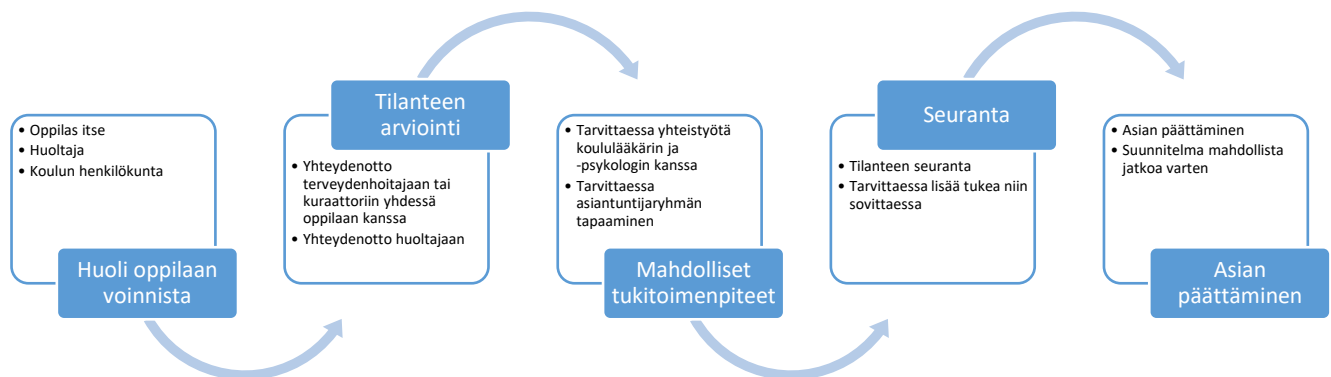 • Oppilas itse
• Huoltaja
• Koulun henkilökunta
Huoli oppilaan
voinnista
Tilanteen
arviointi
• Yhteydenotto
terveydenhoitajaan tai
kuraattoriin yhdessä
oppilaan kanssa
• Yhteydenotto huoltajaan
• Tarvittaessa yhteistyötä
koululääkärin ja
-psykologin kanssa
• Tarvittaessa
asiantuntijaryhmän
tapaaminen
Mahdolliset
tukitoimenpiteet
Seuranta
• Tilanteen seuranta
• Tarvittaessa lisää tukea niin
sovittaessa
• Asian päättäminen
• Suunnitelma mahdollista
jatkoa varten
Asian
päättäminen